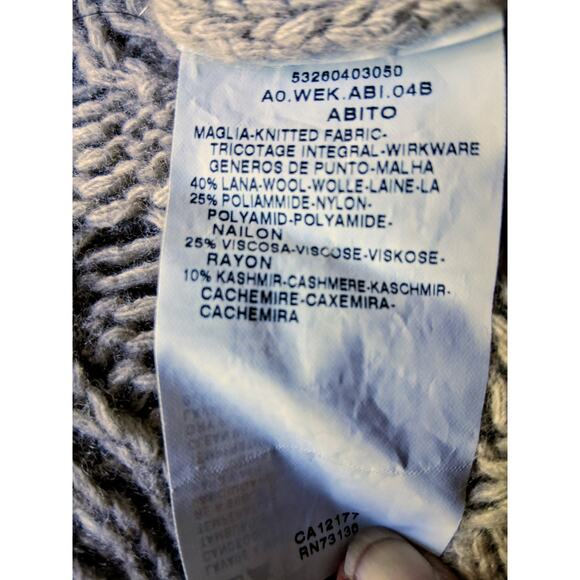 53260403050
A0.WEK.ABI.04B
ABITO
MAGLIA-KNITTED FABRIC-
TRICOTAGE INTEGRAL-WIRKWARE
GENEROS DE PUNTO-MALHA
40% LANA-WOOL-WOLLE-LAINE-LA
25% POLIAMMIDE-NYLON-
POLYAMID-POLYAMIDE-
NAILON
25% VISCOSA-VISCOSE-VISKOSE-
RAYON
10% KASHMIR-CASHMERE-KASCHMIR-
CACHEMIRE-CAXEMIRA-
CACHEMIRA
CA12177
RN73136